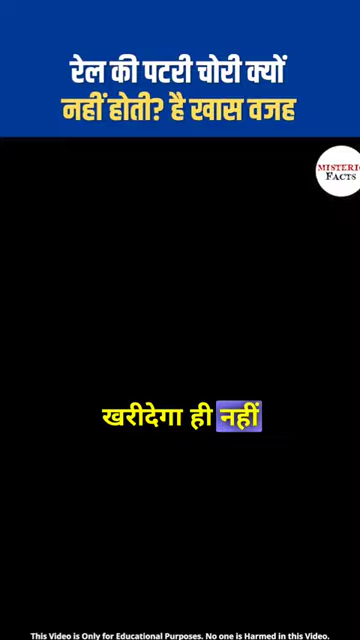 रेल की पटरी चोरी क्यों
नहीं होती? है खास वजह
MISTERIO
FACTS
खरीदेगा ही नहीं
This Video is Only for Educational Purposes. No one is Harmed in this Video.